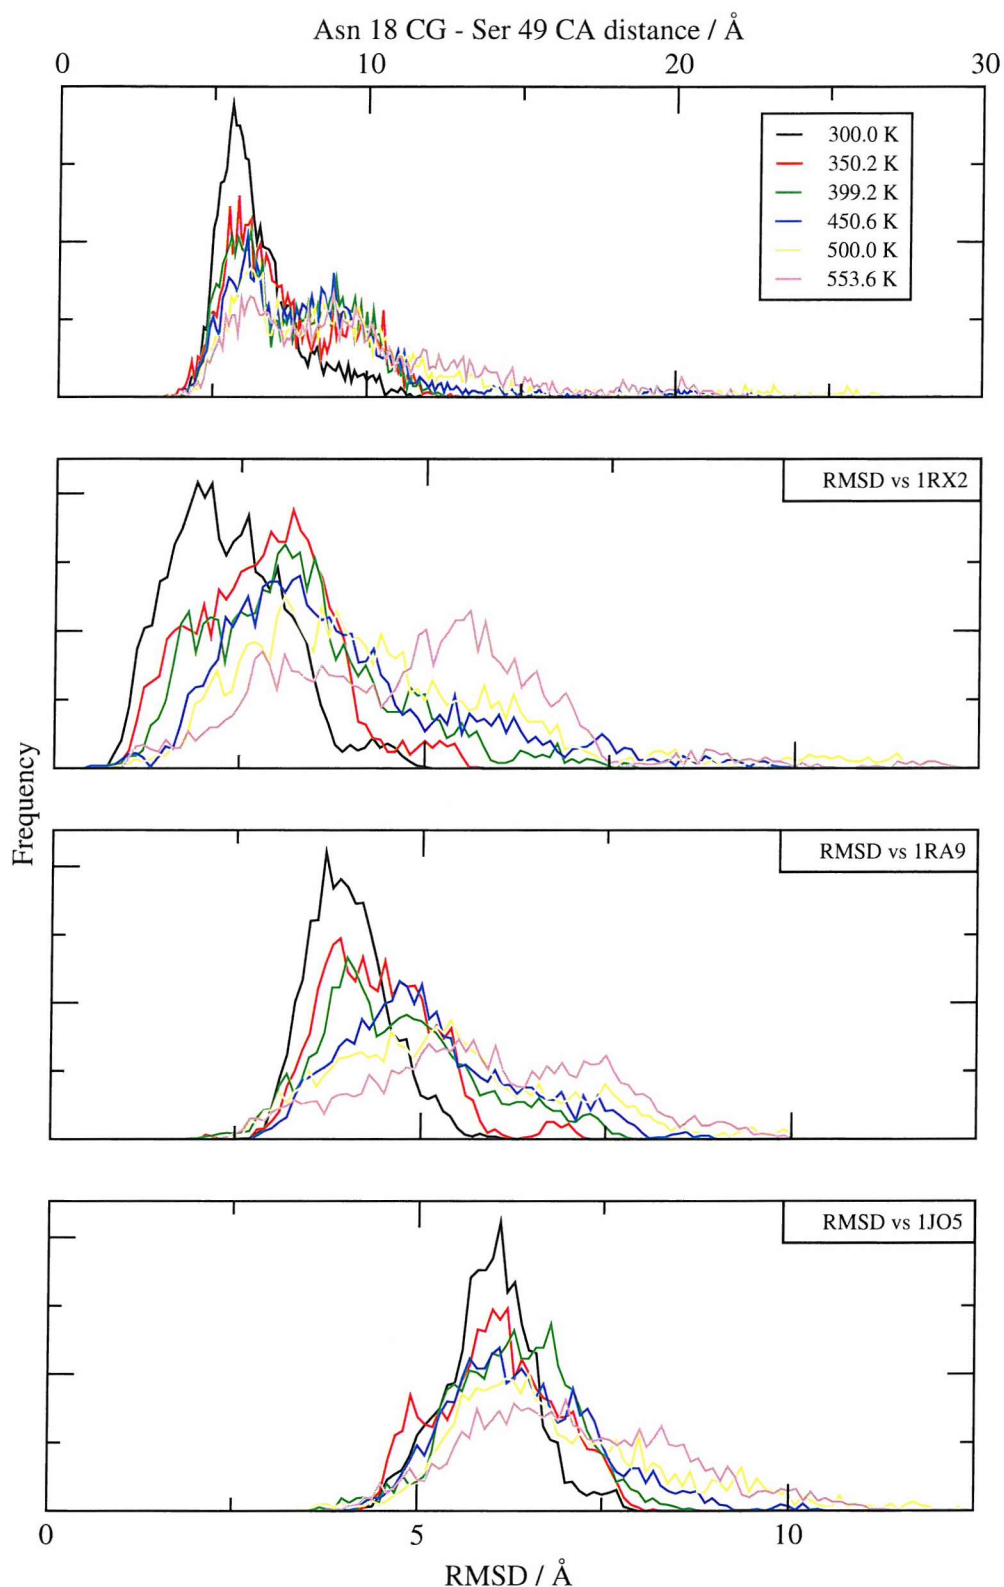 Asn 18 CG - Ser 49 CA distance / Å
0 10 20 30
300.0 K
350.2 K
399.2 K
450.6 K
500.0 K
553.6 K
RMSD vs 1RX2
Frequency
RMSD vs 1RA9
RMSD vs 1JO5
0 5 10
RMSD / Å